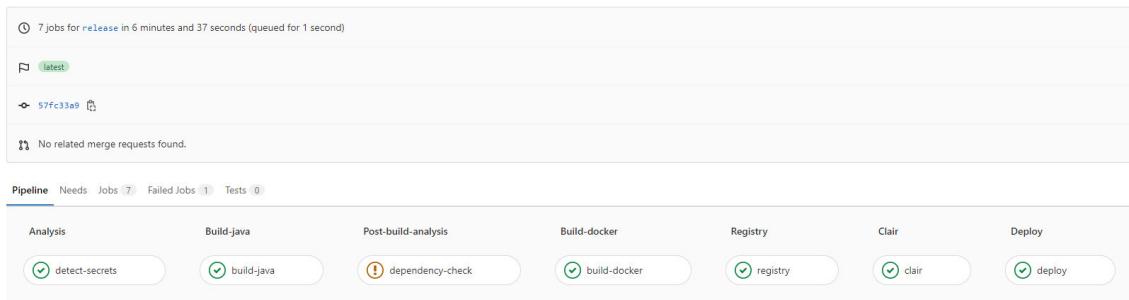 7 jobs for release in 6 minutes and 37 seconds (queued for 1 second)
latest
57fc33a9
No related merge requests found.
Pipeline Needs Jobs 7 Failed Jobs 1 Tests 0
Analysis Build-java Post-build-analysis Build-docker Registry Clair Deploy
detect-secrets build-java dependency-check build-docker registry clair deploy